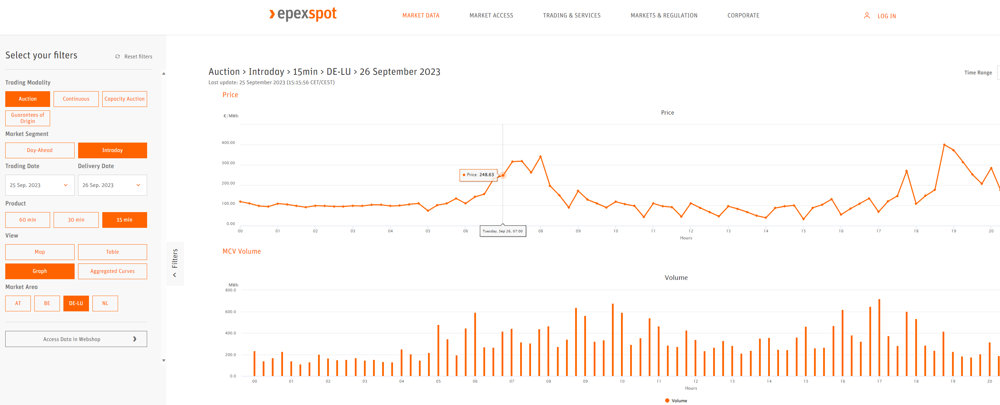 epexspot
MARKET DATA
MARKET ACCESS
TRADING & SERVICES
MARKETS & REGULATION
CORPORATE
LOG IN
Select your filters
Reset filters
Trading Modality
Auction
Continuous
Capacity Auction
Guarantees of
Origin
Market Segment
Day-Ahead
Intraday
Trading Date
Delivery Date
25 Sep. 2023
26 Sep. 2023
Product
60 min
30 min
15 min
View
Map
Table
Graph
Aggregated Curves
Market Area
AT
BE
DE-LU
NL
Access Data in Webshop
Filters
Auction > Intraday > 15min > DE-LU > 26 September 2023
Last update: 25 September 2023 (15:15:56 CET/CEST)
Time Range
Price
Price
€/MWh
400.00
300.00
200.00
100.00
0.00
Price: 248.63
00 01 02 03 04 05 06 08 09 10 11 12 13 14 15 16 17 18 19 20
Tuesday, Sep 26, 07:00
Hours
MCV Volume
Volume
MWh
800.0
600.0
400.0
200.0
0.0
00 01 02 03 04 05 06 07 08 09 10 11 12 13 14 15 16 17 18 19 20
Hours
Volume